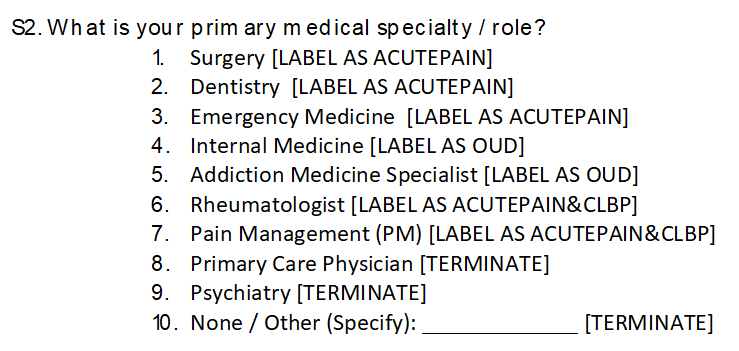 S2. What is your primary medical specialty / role?
1. Surgery [LABEL AS ACUTEPAIN]
2. Dentistry [LABEL AS ACUTEPAIN]
3. Emergency Medicine [LABEL AS ACUTEPAIN]
4. Internal Medicine [LABEL AS OUD]
5. Addiction Medicine Specialist [LABEL AS OUD]
6. Rheumatologist [LABEL AS ACUTEPAIN&CLBP]
7. Pain Management (PM) [LABEL AS ACUTEPAIN&CLBP]
8. Primary Care Physician [TERMINATE]
9. Psychiatry [TERMINATE]
10. None / Other (Specify): ______________ [TERMINATE]